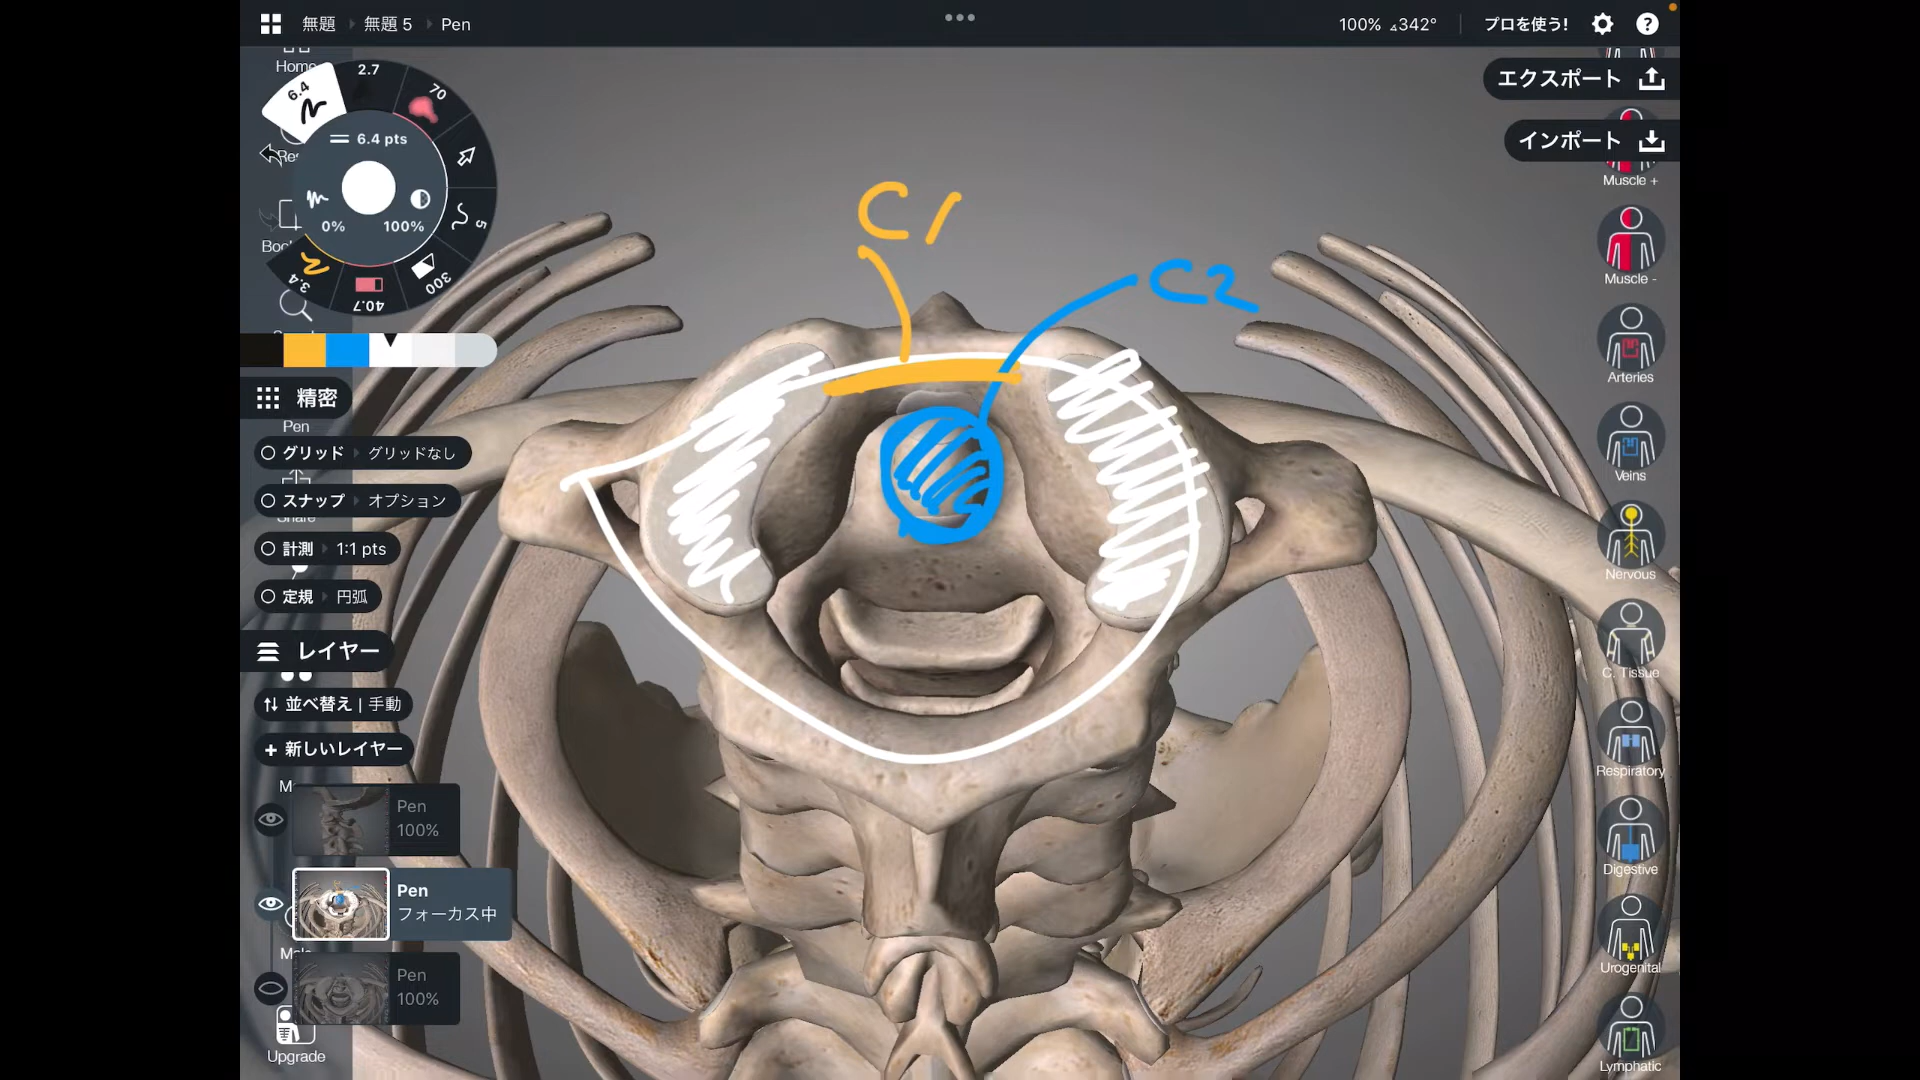 無題 無題 5 Pen
100% ⊿342° プロを使う!
エクスポート
インポート
Home
2.7
70
6.4
6.4 pts
0% 100%
5
300
40.7
3.4
C1
C2
精密
Pen
グリッド グリッドなし
スナップ オプション
Share
計測 1:1 pts
定規 円弧
レイヤー
並べ替え | 手動
+ 新しいレイヤー
Pen
100%
Pen
フォーカス中
Pen
100%
Upgrade
Muscle +
Muscle -
Arteries
Veins
Nervous
C. Tissue
Respiratory
Digestive
Urogenital
Lymphatic